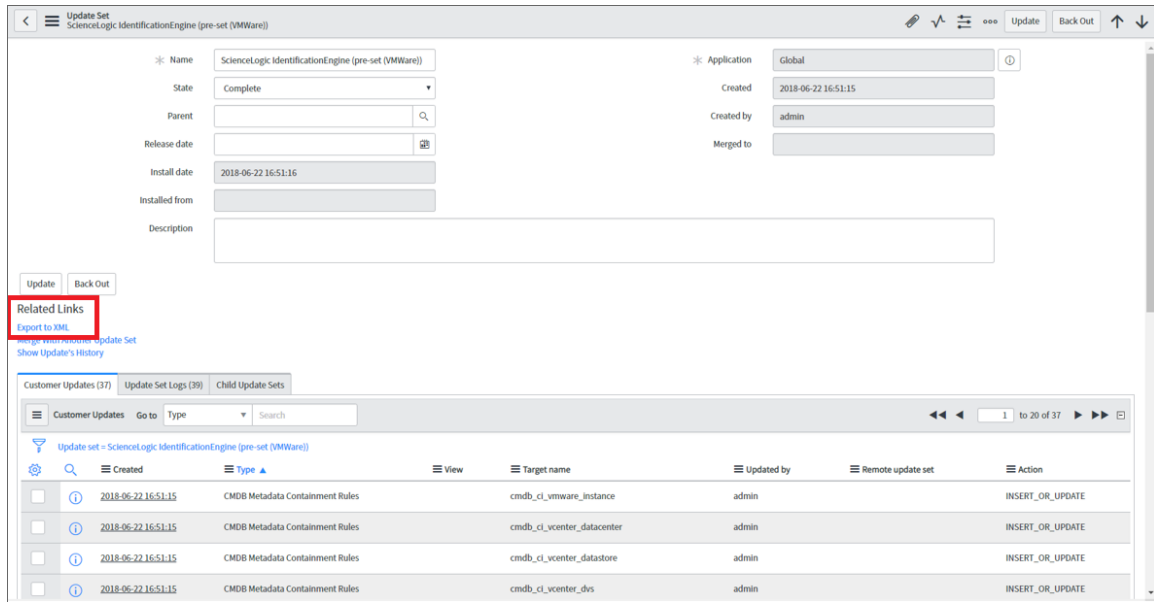 Update Set
ScienceLogic IdentificationEngine (pre-set (VMWare))
Update Back Out
Name ScienceLogic IdentificationEngine (pre-set (VMWare)) Application Global
State Complete Created 2018-06-22 16:51:15
Parent Created by admin
Release date Merged to
Install date 2018-06-22 16:51:16
Installed from
Description
Update Back Out
Related Links
Export to XML
Merge With Another Update Set
Show Update's History
Customer Updates (37) Update Set Logs (39) Child Update Sets
Customer Updates Go to Type Search 1 to 20 of 37
Update set = ScienceLogic IdentificationEngine (pre-set (VMWare))
Created Type View Target name Updated by Remote update set Action
2018-06-22 16:51:15 CMDB Metadata Containment Rules cmdb_ci_vmware_instance admin INSERT_OR_UPDATE
2018-06-22 16:51:15 CMDB Metadata Containment Rules cmdb_ci_vcenter_datacenter admin INSERT_OR_UPDATE
2018-06-22 16:51:15 CMDB Metadata Containment Rules cmdb_ci_vcenter_datastore admin INSERT_OR_UPDATE
2018-06-22 16:51:15 CMDB Metadata Containment Rules cmdb_ci_vcenter_dvs admin INSERT_OR_UPDATE